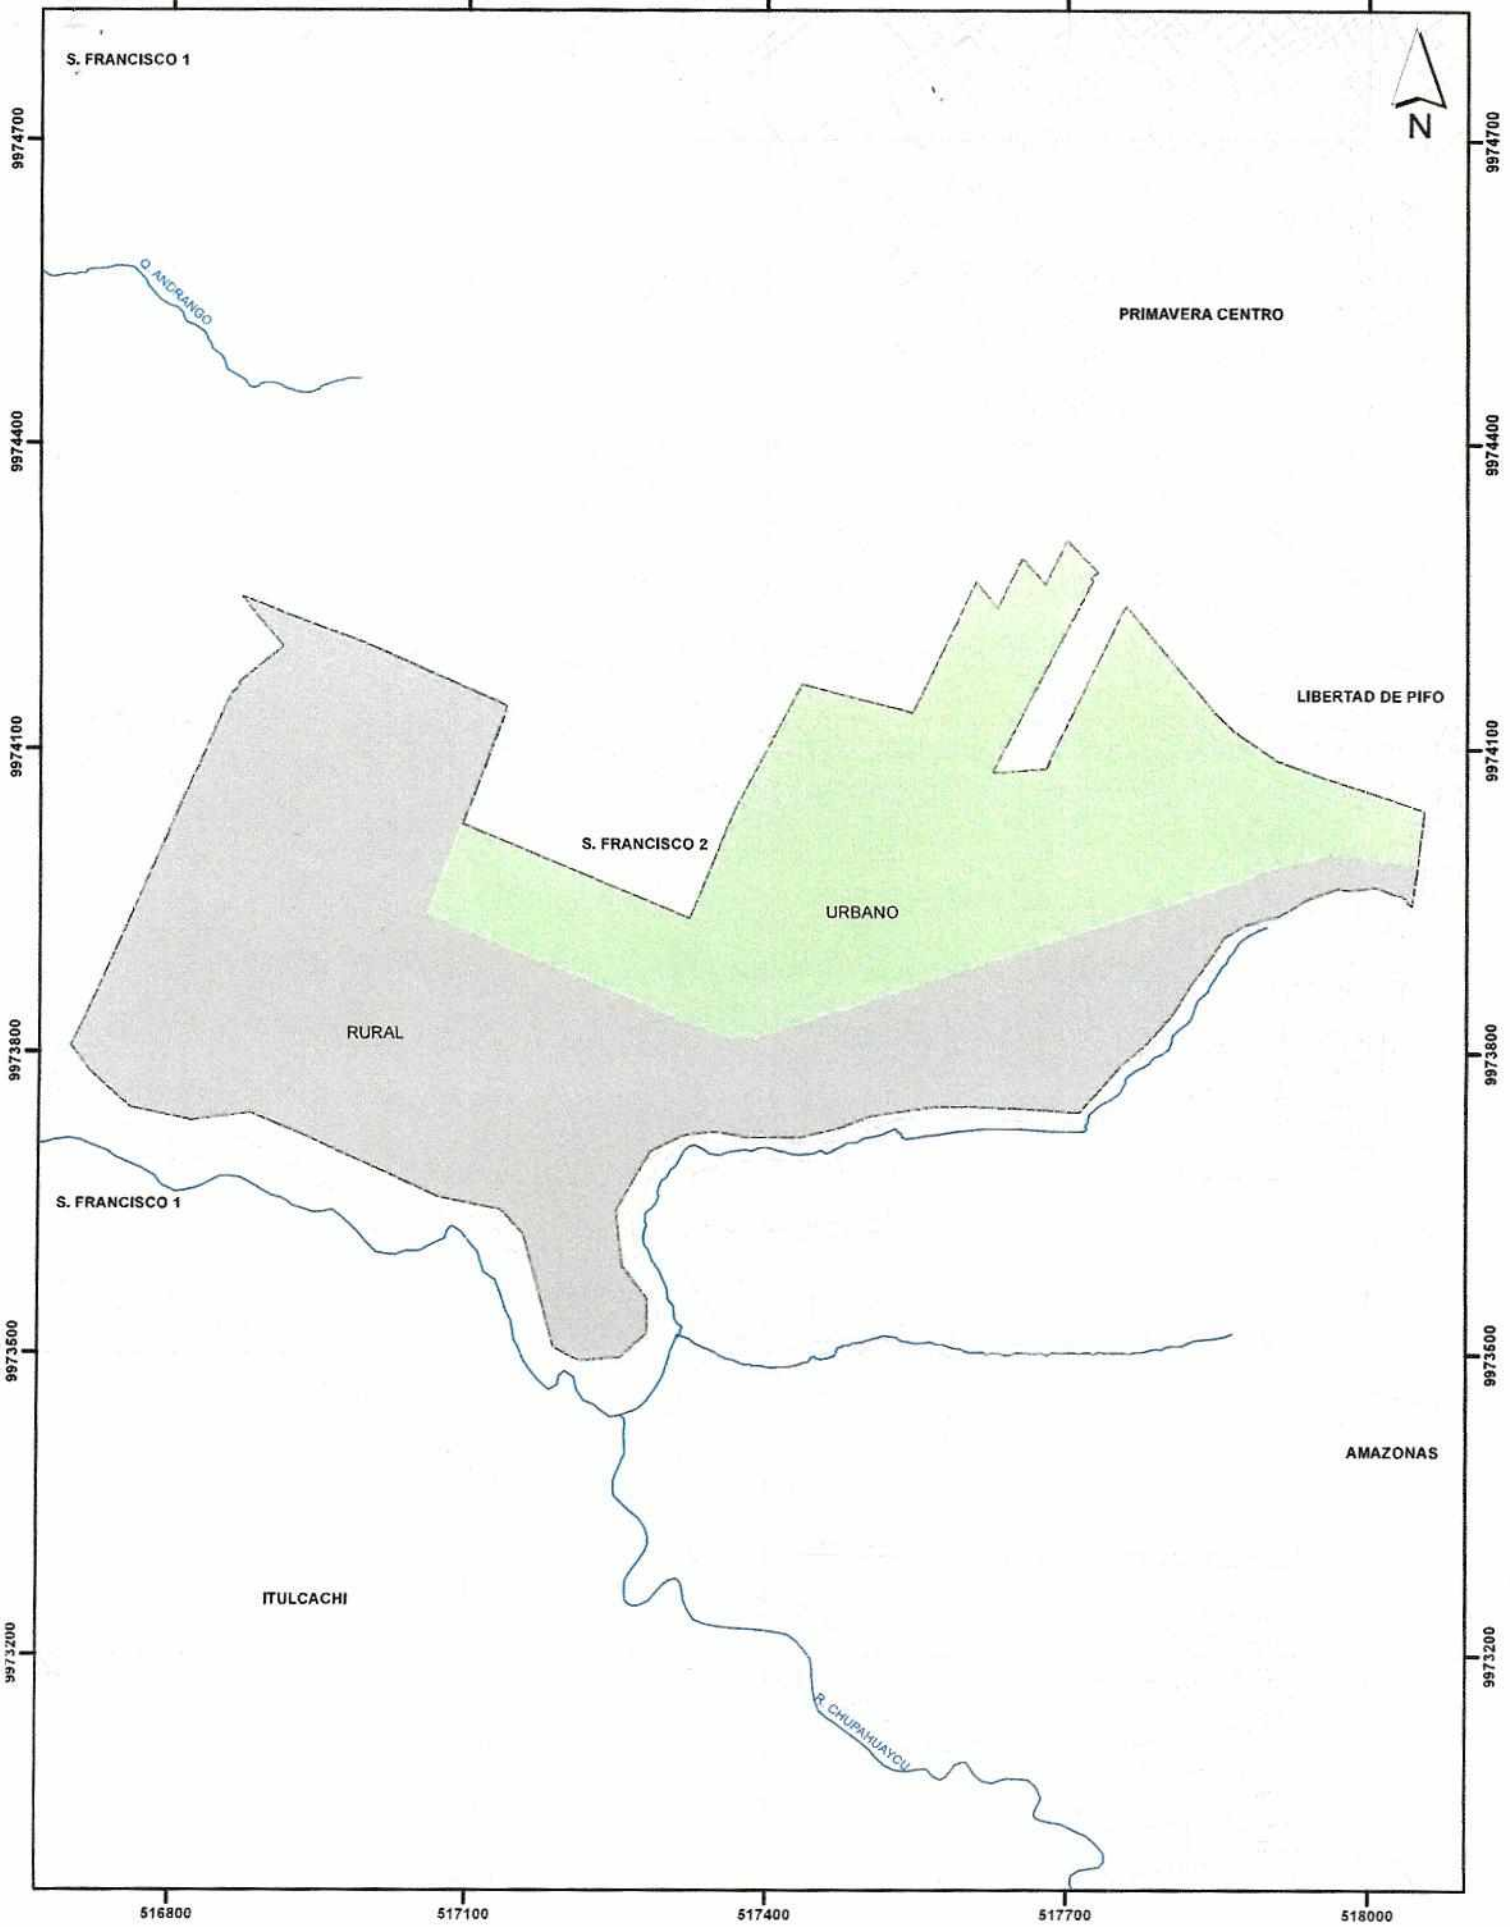 S. FRANCISCO 1
N
9974700
9974700
Q. ANDRANGO
PRIMAVERA CENTRO
9974400
9974400
LIBERTAD DE PIFO
9974100
9974100
S. FRANCISCO 2
URBANO
RURAL
9973800
9973800
S. FRANCISCO 1
9973500
9973500
AMAZONAS
ITULCACHI
9973200
9973200
R. CHUPAHUAYCU
516800
517100
517400
517700
518000